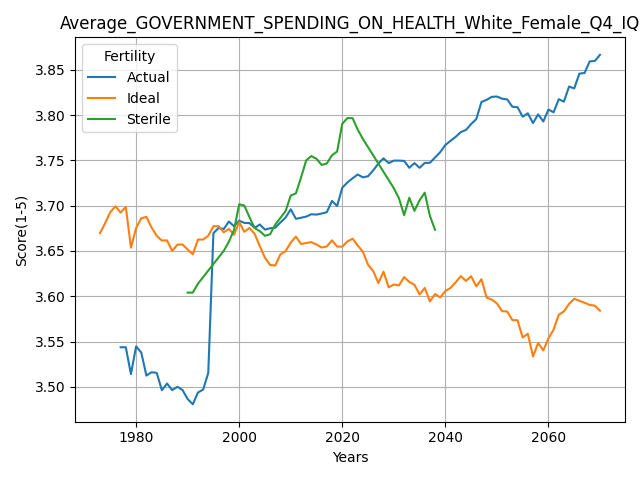 Average_GOVERNMENT_SPENDING_ON_HEALTH_White_Female_Q4_IQ
Fertility
Actual
Ideal
Sterile
Score(1-5)
3.85
3.80
3.75
3.70
3.65
3.60
3.55
3.50
1980
2000
2020
2040
2060
Years